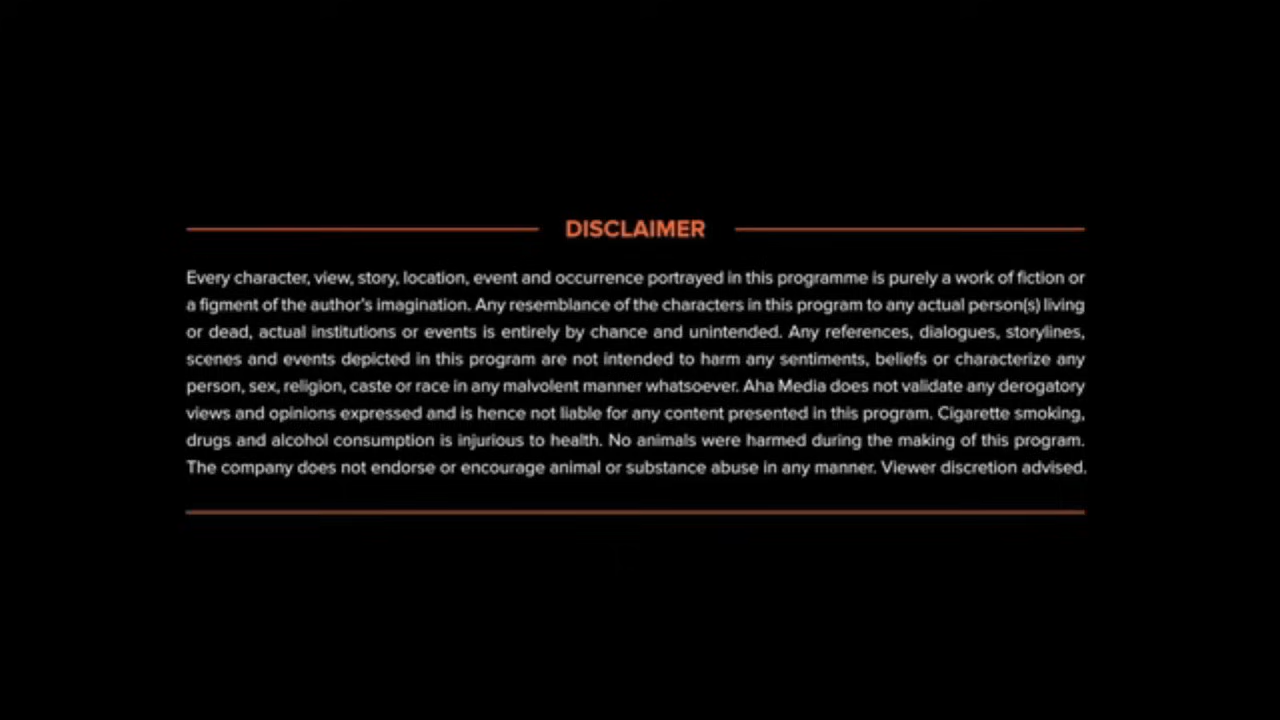 DISCLAIMER
Every character, view, story, location, event and occurrence portrayed in this programme is purely a work of fiction or
a figment of the author's imagination. Any resemblance of the characters in this program to any actual person(s) living
or dead, actual institutions or events is entirely by chance and unintended. Any references, dialogues, storylines,
scenes and events depicted in this program are not intended to harm any sentiments, beliefs or characterize any
person, sex, religion, caste or race in any malvolent manner whatsoever. Aha Media does not validate any derogatory
views and opinions expressed and is hence not liable for any content presented in this program. Cigarette smoking,
drugs and alcohol consumption is injurious to health. No animals were harmed during the making of this program.
The company does not endorse or encourage animal or substance abuse in any manner. Viewer discretion advised.